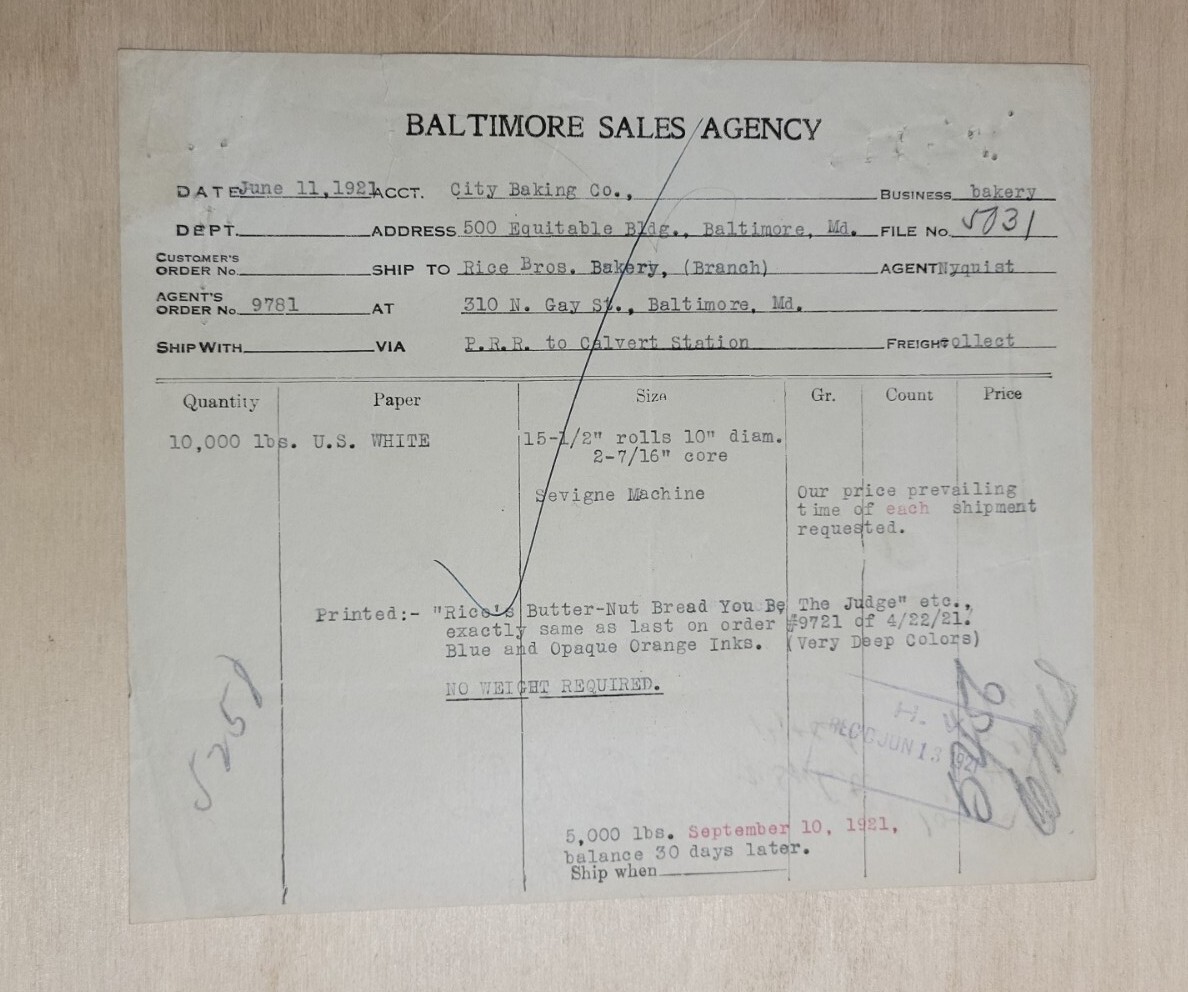 BALTIMORE SALES AGENCY
DATE June 11,1921 ACCT. City Baking Co., BUSINESS bakery
DEPT. ADDRESS 500 Equitable Bldg., Baltimore, Md. FILE No. 5731
CUSTOMER'S ORDER No. SHIP TO Rice Bros. Bakery, (Branch) AGENT Nyquist
AGENT'S ORDER No. 9781 AT 310 N. Gay St., Baltimore, Md.
SHIP WITH VIA P.R.R. to Calvert Station FREIGHT collect
Quantity Paper Size Gr. Count Price
10,000 lbs. U.S. WHITE 15-1/2" rolls 10" diam.
2-7/16" core
Sevigne Machine Our price prevailing
time of each shipment
requested.
Printed:- "Rice's Butter-Nut Bread You Be The Judge" etc.,
exactly same as last on order #9721 of 4/22/21.
Blue and Opaque Orange Inks. (Very Deep Colors)
NO WEIGHT REQUIRED.
5251
REC'D JUN 13 1921
5,000 lbs. September 10, 1921,
balance 30 days later.
Ship when